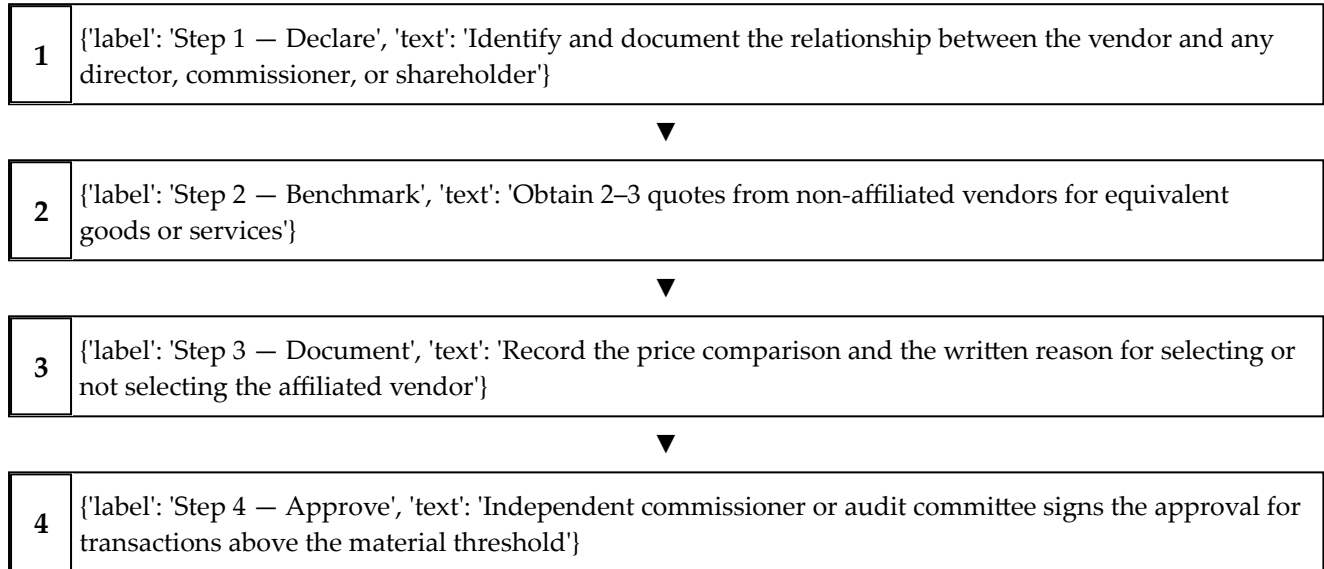 1
{'label': 'Step 1 — Declare', 'text': 'Identify and document the relationship between the vendor and any
director, commissioner, or shareholder'}
▼
2
{'label': 'Step 2 — Benchmark', 'text': 'Obtain 2–3 quotes from non-affiliated vendors for equivalent
goods or services'}
▼
3
{'label': 'Step 3 — Document', 'text': 'Record the price comparison and the written reason for selecting or
not selecting the affiliated vendor'}
▼
4
{'label': 'Step 4 — Approve', 'text': 'Independent commissioner or audit committee signs the approval for
transactions above the material threshold'}